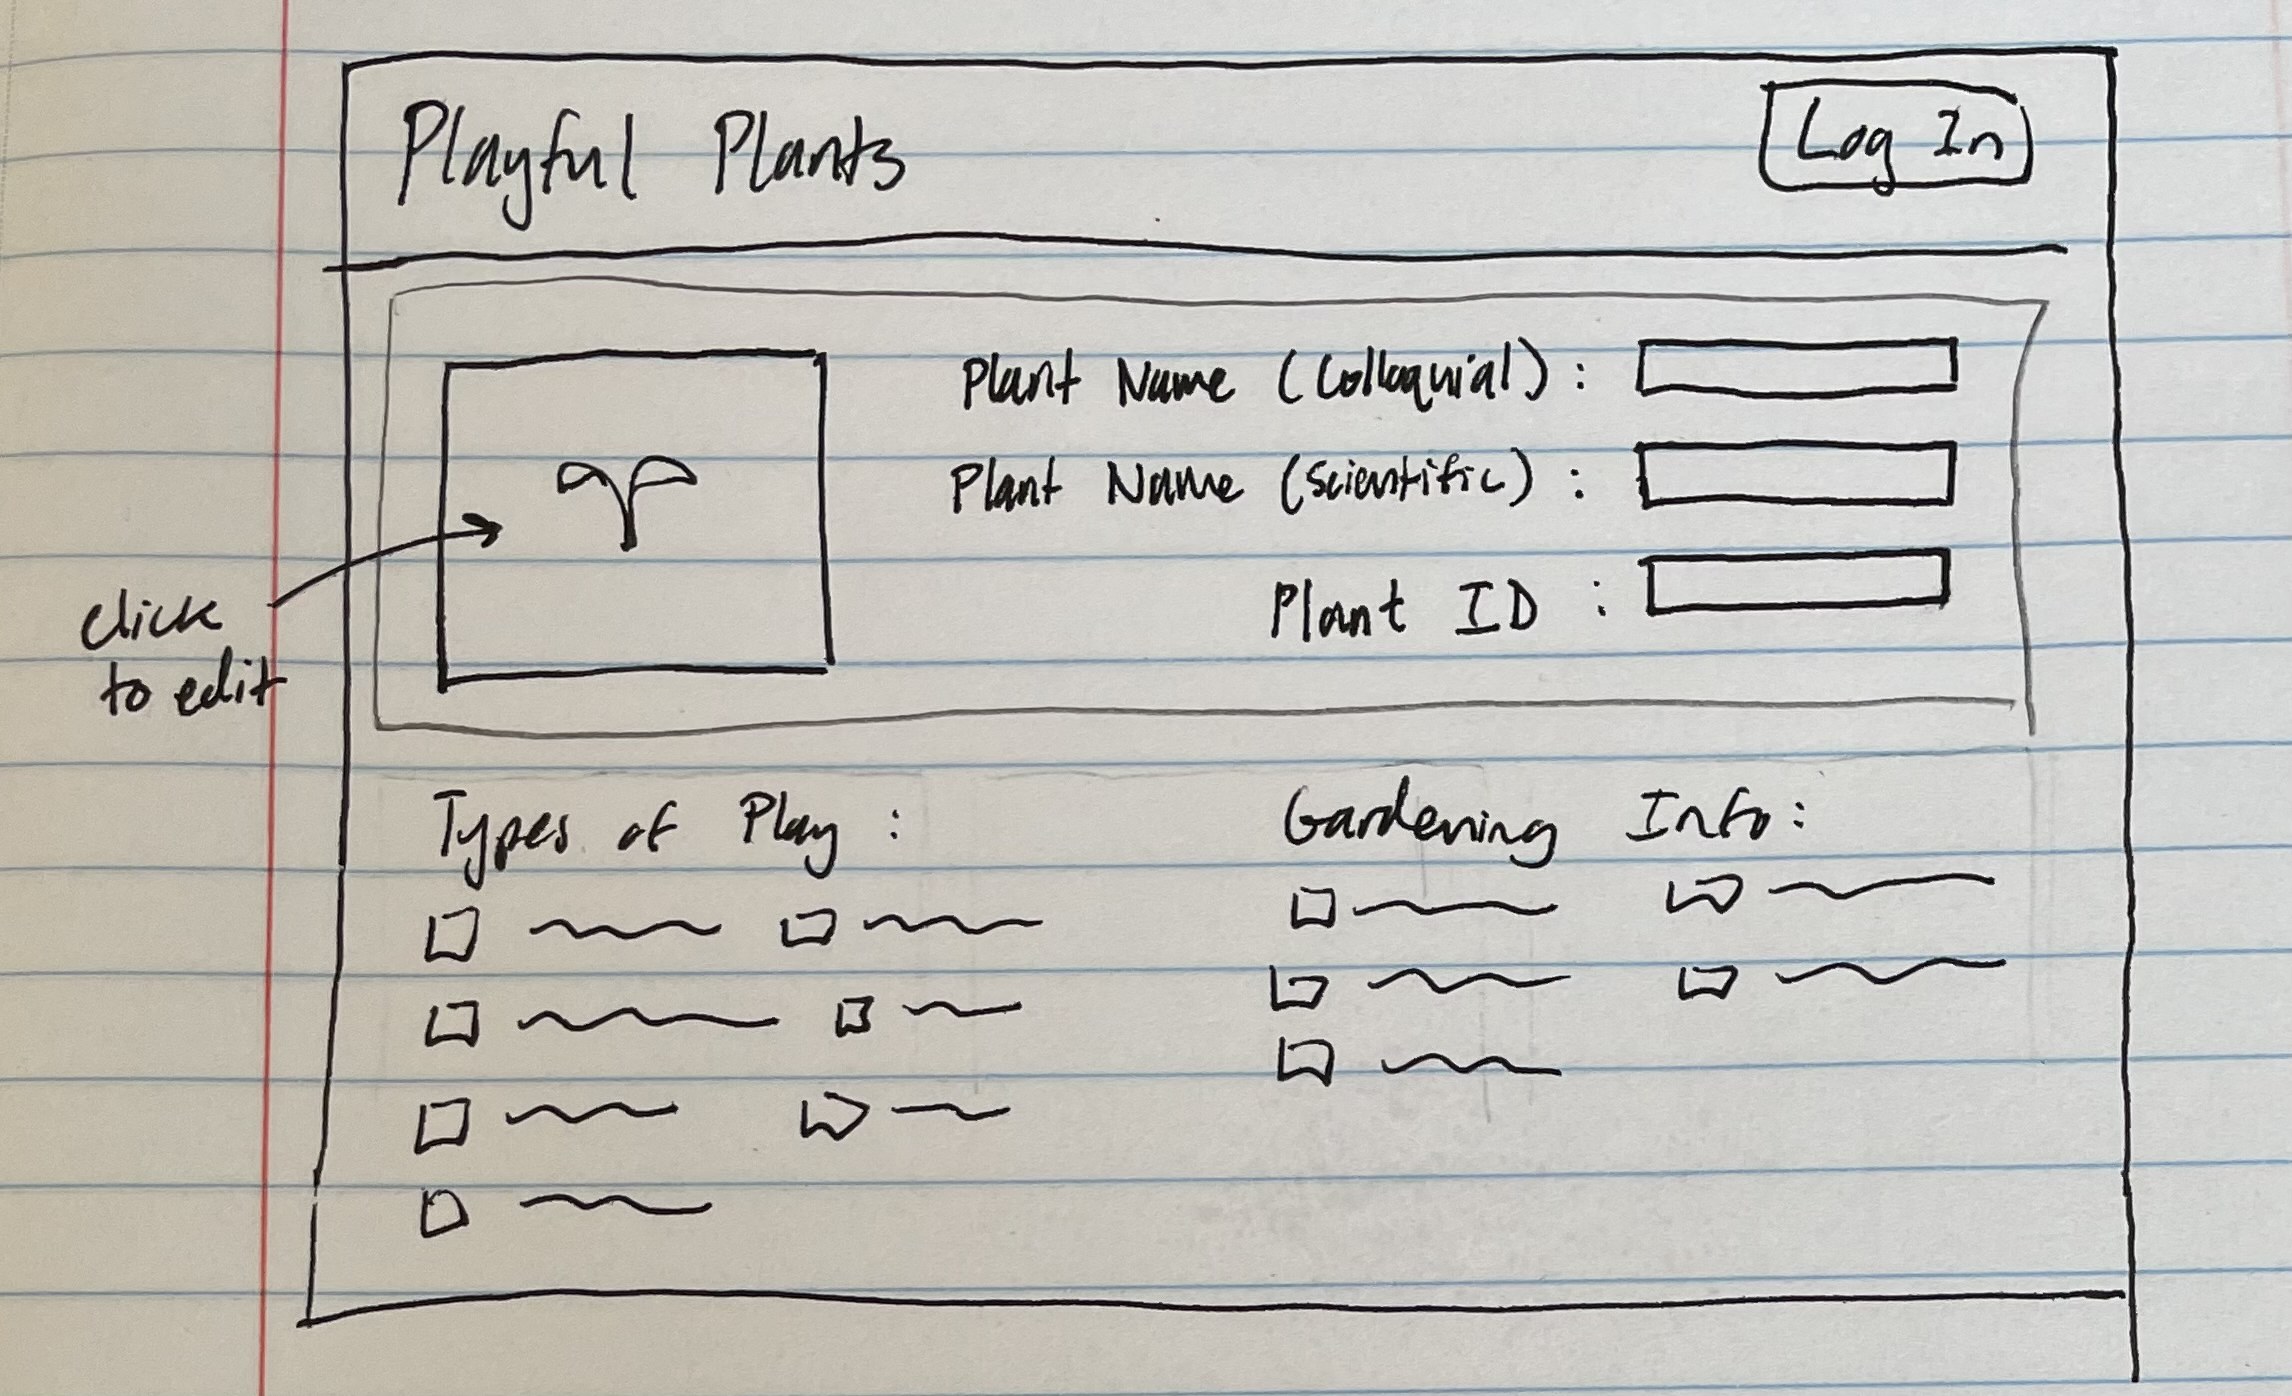 Playful Plants
Log In
Plant Name (Colloquial) :
Plant Name (Scientific) :
Plant ID :
click
to edit
Types of Play :
Gardening Info: